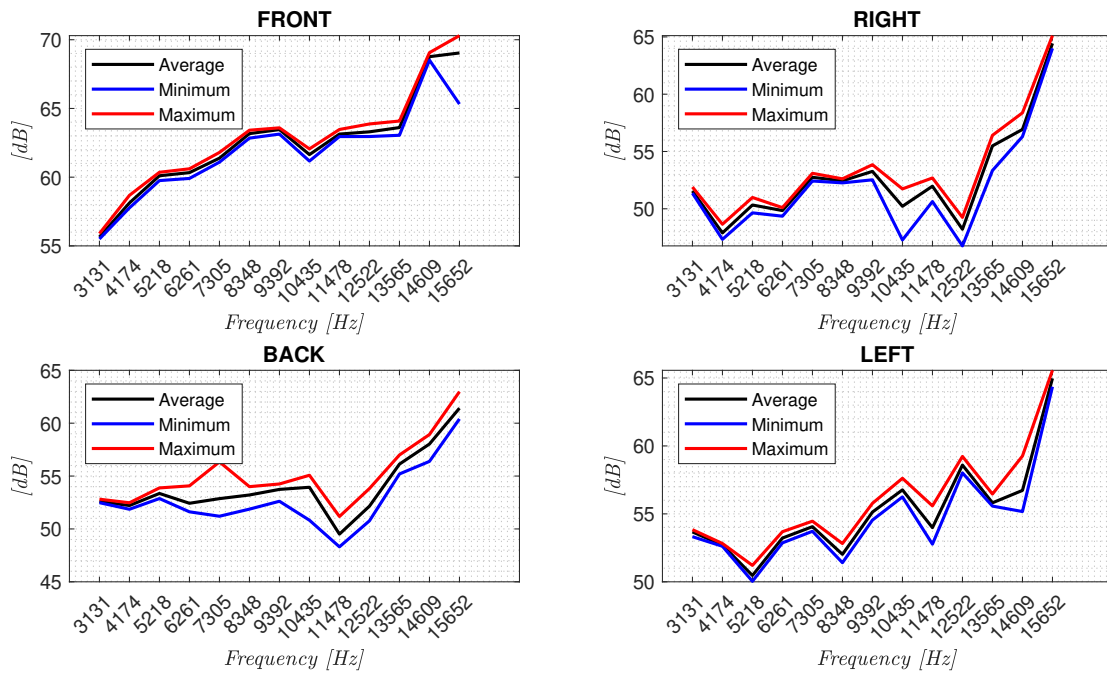 FRONT
70
65
60
55
[dB]
Average
Minimum
Maximum
3131
4174
5218
6261
7305
8348
9392
10435
11478
12522
13565
14609
15652
Frequency [Hz]
RIGHT
65
60
55
50
[dB]
Average
Minimum
Maximum
3131
4174
5218
6261
7305
8348
9392
10435
11478
12522
13565
14609
15652
Frequency [Hz]
BACK
65
60
55
50
45
[dB]
Average
Minimum
Maximum
3131
4174
5218
6261
7305
8348
9392
10435
11478
12522
13565
14609
15652
Frequency [Hz]
LEFT
65
60
55
50
[dB]
Average
Minimum
Maximum
3131
4174
5218
6261
7305
8348
9392
10435
11478
12522
13565
14609
15652
Frequency [Hz]